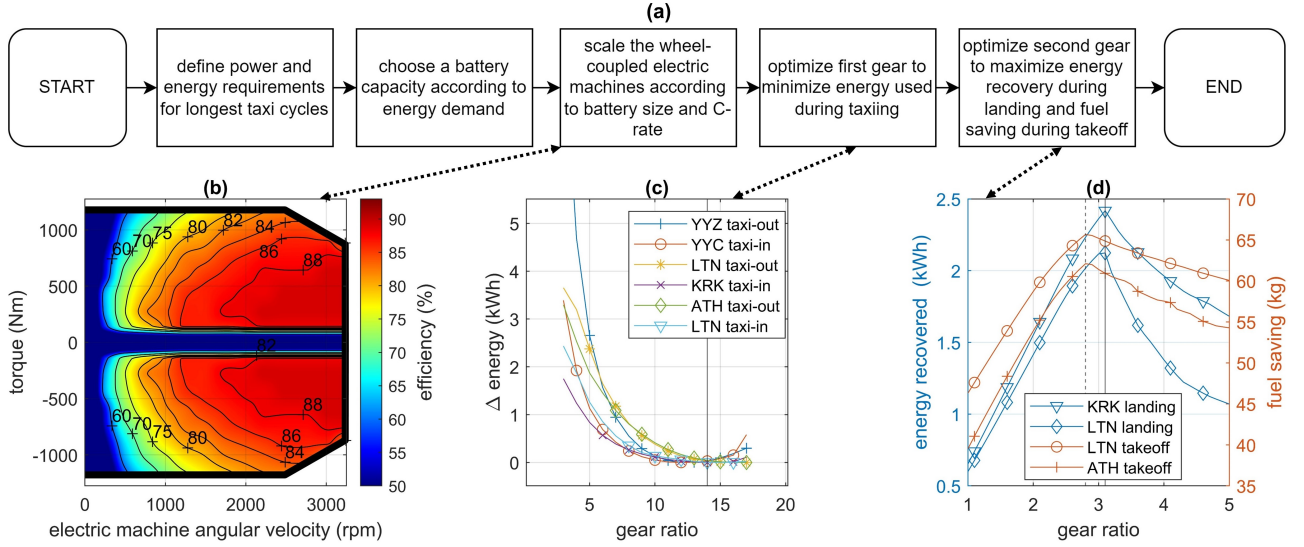 (a)
START
define power and
energy requirements
for longest taxi cycles
choose a battery
capacity according to
energy demand
scale the wheel-
coupled electric
machines according
to battery size and C-
rate
optimize first gear to
minimize energy used
during taxiing
optimize second gear
to maximize energy
recovery during
landing and fuel
saving during takeoff
END
(b)
torque (Nm)
1000
500
0
-500
-1000
60
70
75
80
82
84
86
88
82
60
70
75
80
88
86
84
0
1000
2000
3000
electric machine angular velocity (rpm)
90
85
80
75
70
65
60
55
50
efficiency (%)
(c)
Δ energy (kWh)
5
4
3
2
1
0
YYZ taxi-out
YYC taxi-in
LTN taxi-out
KRK taxi-in
ATH taxi-out
LTN taxi-in
5
10
15
20
gear ratio
(d)
energy recovered (kWh)
2.5
2
1.5
1
0.5
KRK landing
LTN landing
LTN takeoff
ATH takeoff
1
2
3
4
5
gear ratio
70
65
60
55
50
45
40
35
fuel saving (kg)